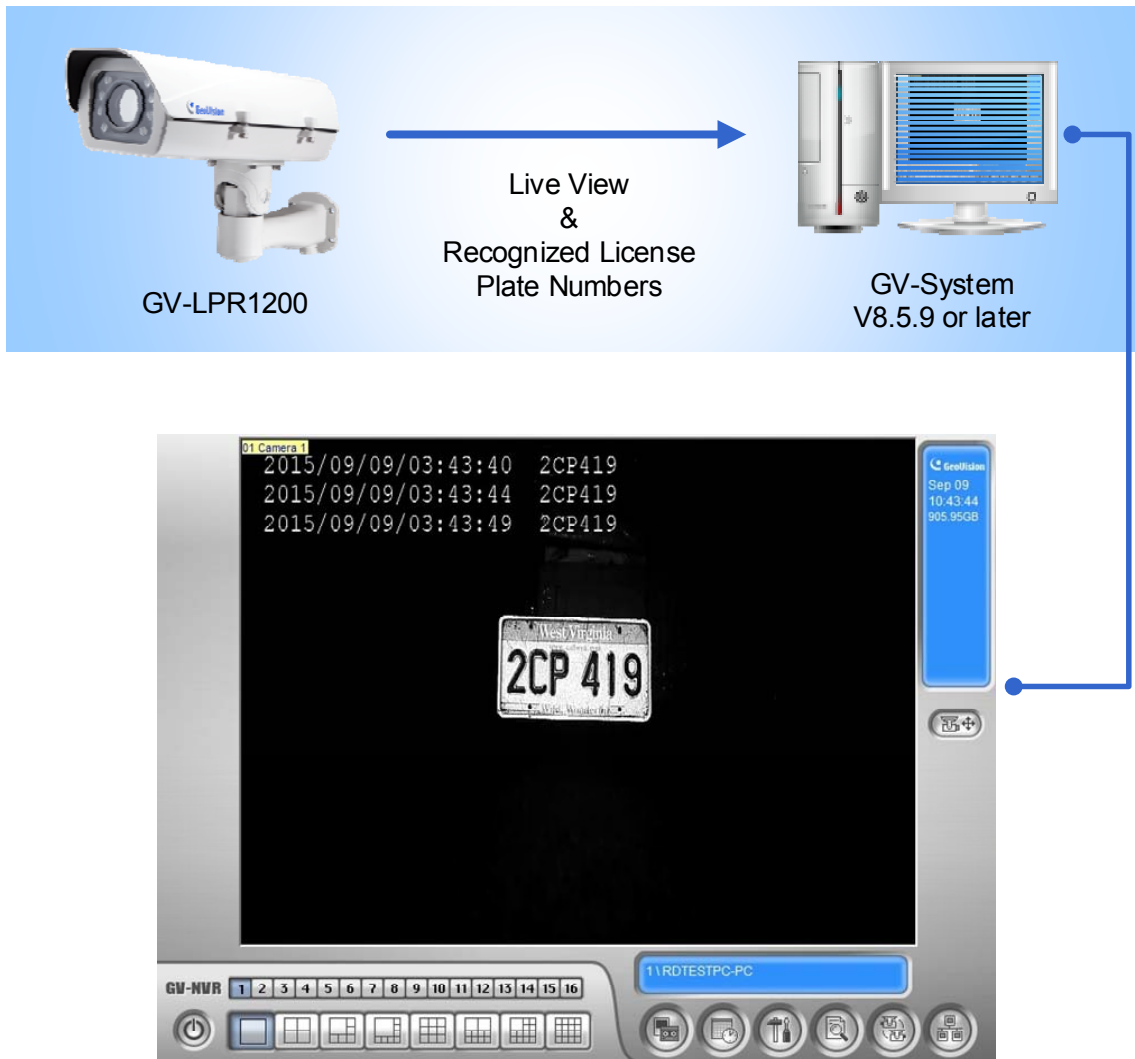 GeoVision
Live View
&
Recognized License
Plate Numbers
GV-LPR1200
GV-System
V8.5.9 or later
01 Camera 1
2015/09/09/03:43:40 2CP419
2015/09/09/03:43:44 2CP419
2015/09/09/03:43:49 2CP419
GeoVision
Sep 09
10:43:44
905.95GB
West Virginia
2CP 419
1 \ RDTESTPC-PC
GV-NVR 1 2 3 4 5 6 7 8 9 10 11 12 13 14 15 16